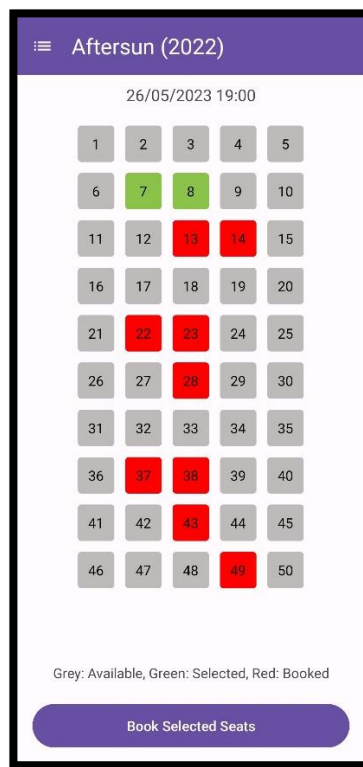 Aftersun (2022)
26/05/2023 19:00
1 2 3 4 5
6 7 8 9 10
11 12 13 14 15
16 17 18 19 20
21 22 23 24 25
26 27 28 29 30
31 32 33 34 35
36 37 38 39 40
41 42 43 44 45
46 47 48 49 50
Grey: Available, Green: Selected, Red: Booked
Book Selected Seats